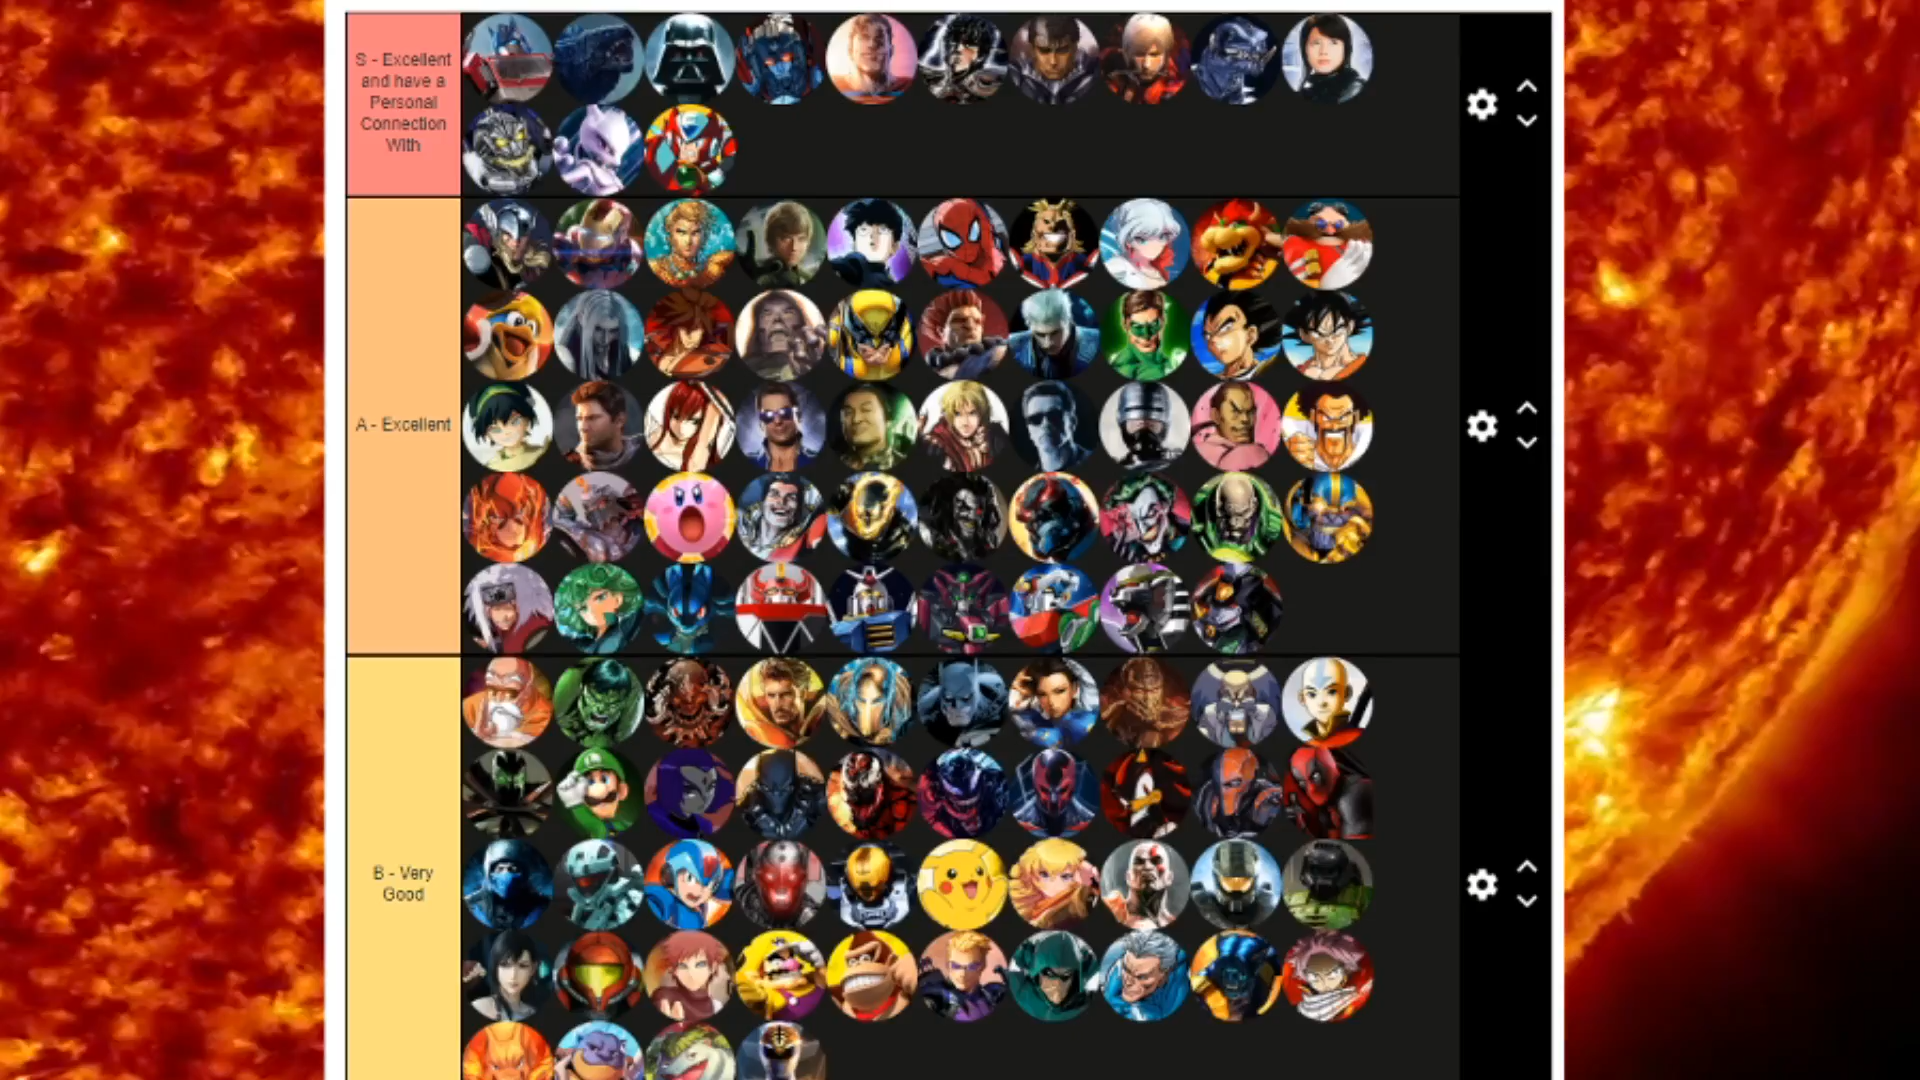 S - Excellent
and have a
Personal
Connection
With
A - Excellent
B - Very
Good